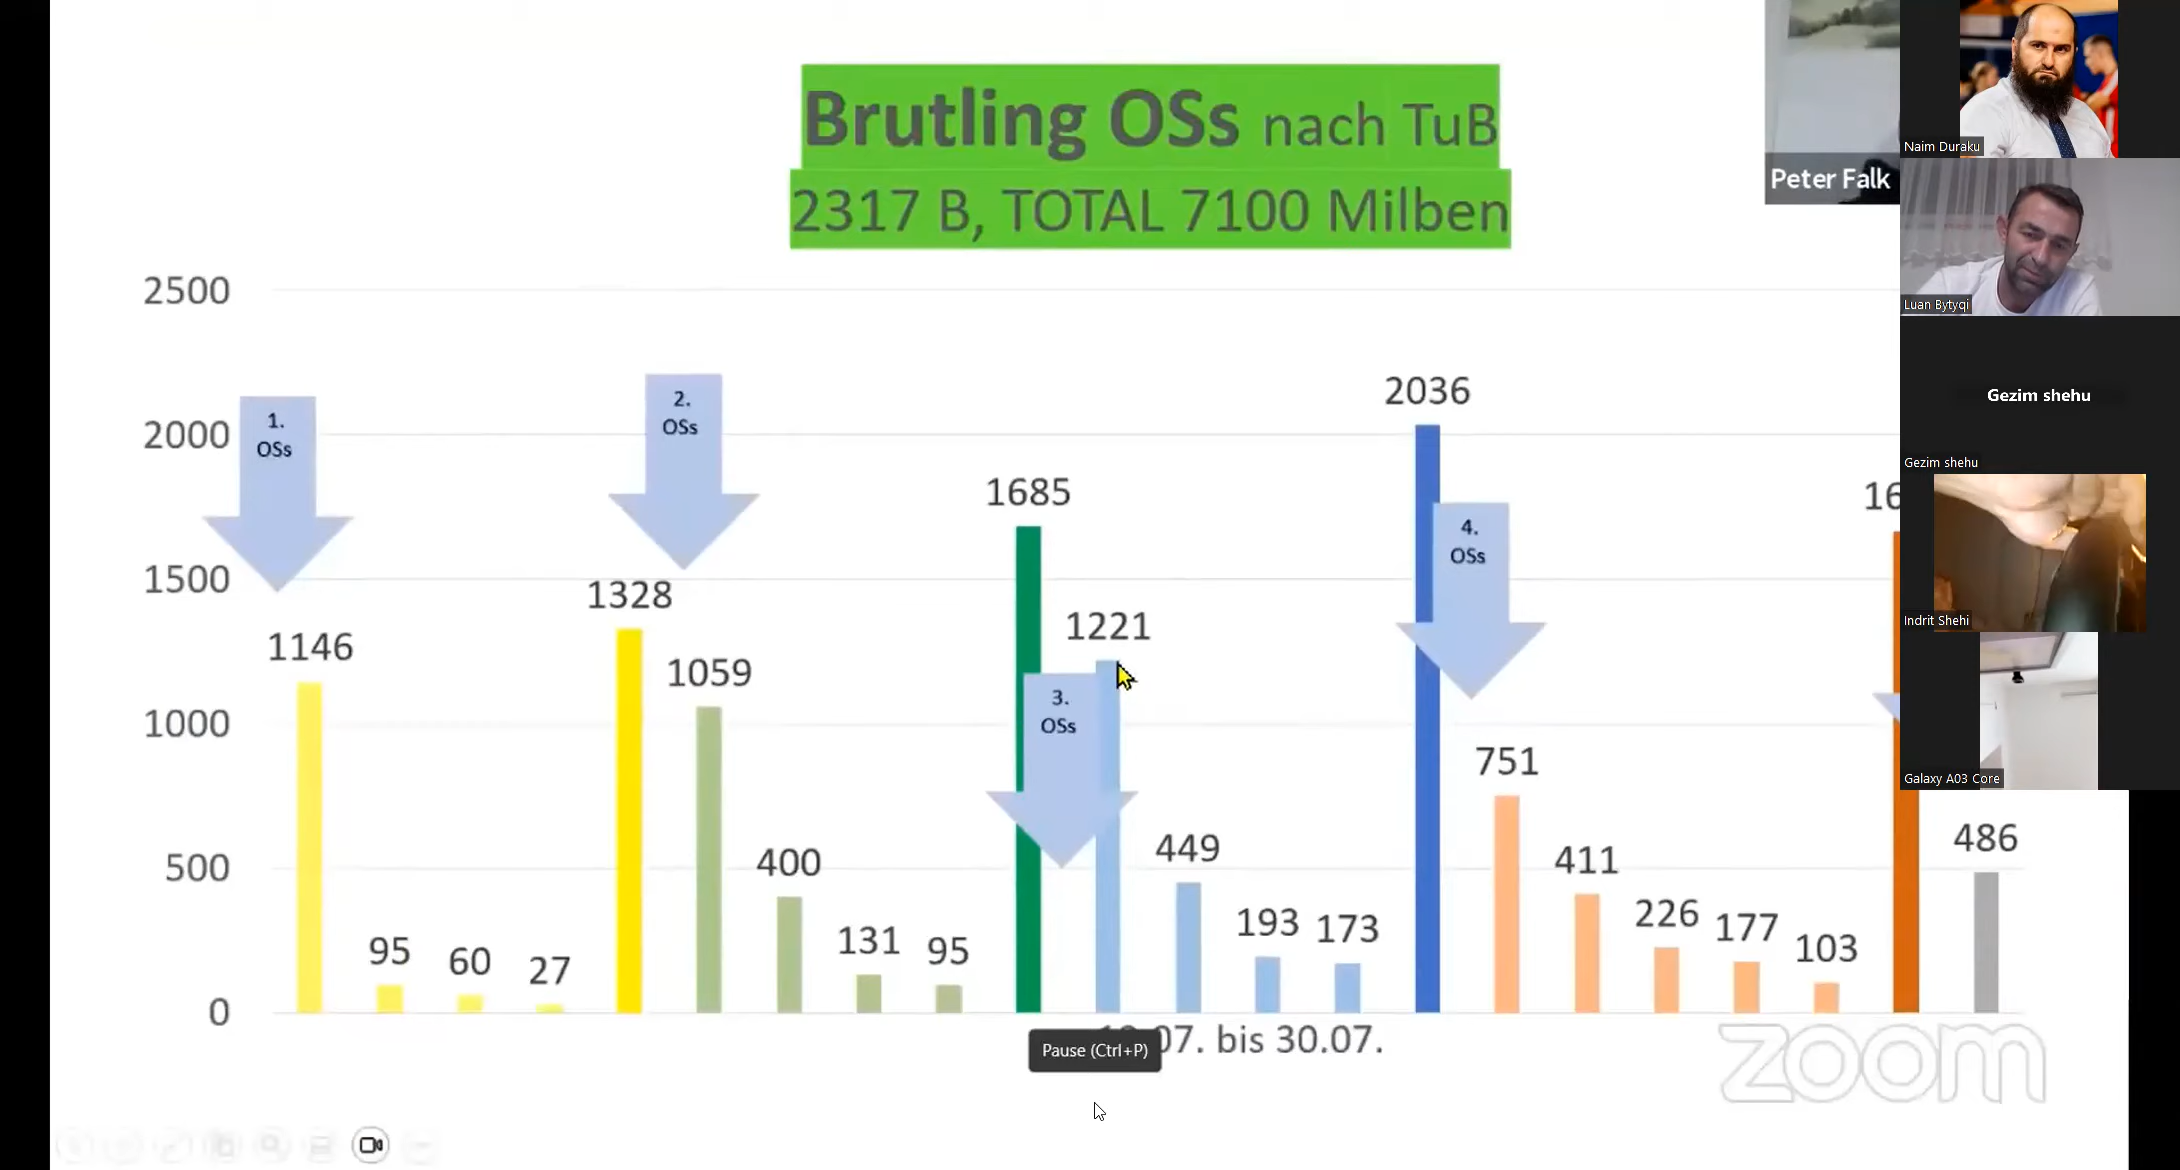 Brutling OSs nach TuB
2317 B, TOTAL 7100 Milben
2500
2000
1500
1000
500
0
1.
OSs
2.
OSs
3.
OSs
4.
OSs
1146
95
60
27
1328
1059
400
131
95
1685
1221
449
193
173
2036
751
411
226
177
103
486
07. bis 30.07.
Pause (Ctrl+P)
zoom
Peter Falk
Naim Duraku
Luan Bytyqi
Gezim shehu
Gezim shehu
Indrit Shehi
Galaxy A03 Core